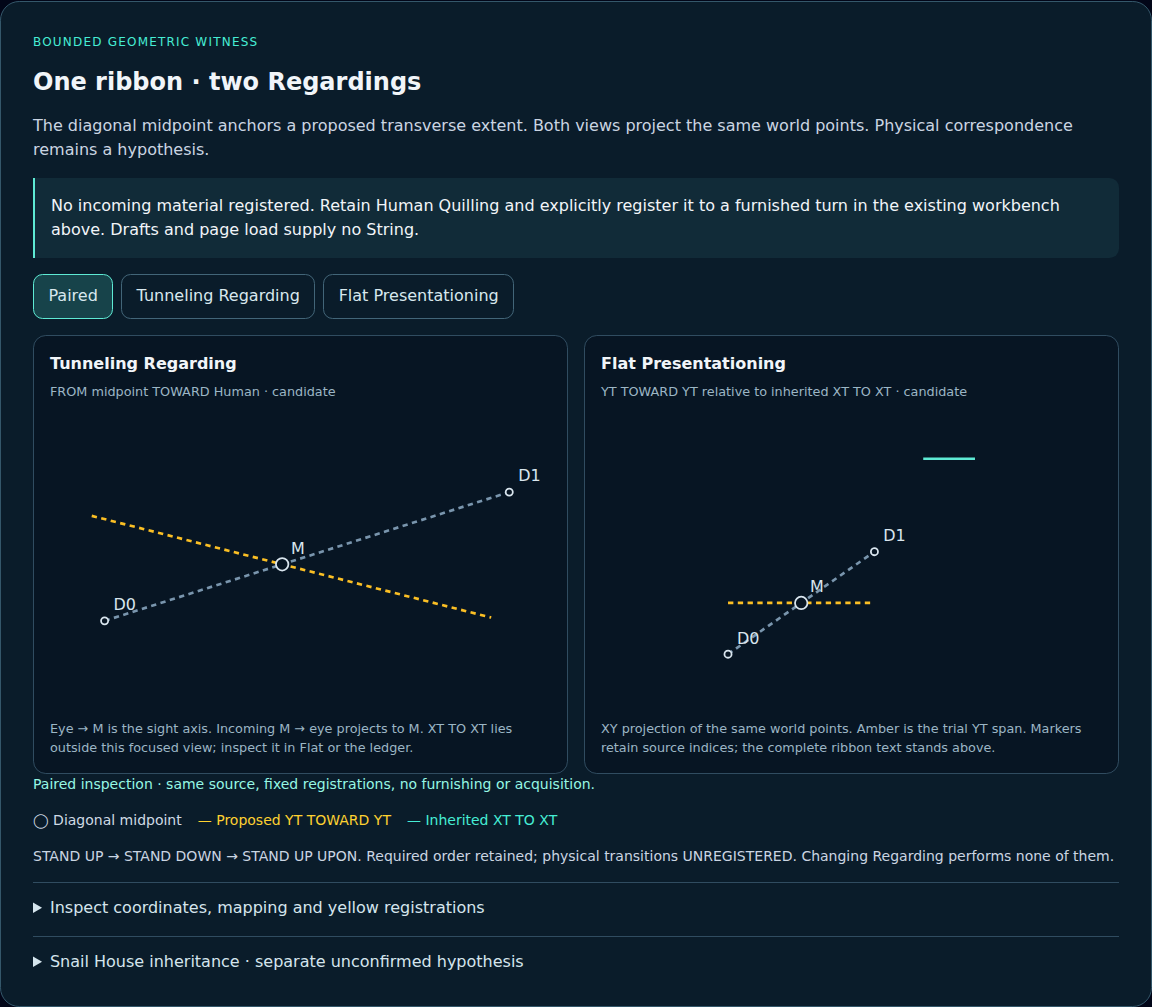 BOUNDED GEOMETRIC WITNESS
One ribbon · two Regardings
The diagonal midpoint anchors a proposed transverse extent. Both views project the same world points. Physical correspondence
remains a hypothesis.
No incoming material registered. Retain Human Quilling and explicitly register it to a furnished turn in the existing workbench
above. Drafts and page load supply no String.
Paired
Tunneling Regarding
Flat Presentationing
Tunneling Regarding
FROM midpoint TOWARD Human · candidate
D1
M
D0
Eye → M is the sight axis. Incoming M → eye projects to M. XT TO XT lies
outside this focused view; inspect it in Flat or the ledger.
Flat Presentationing
YT TOWARD YT relative to inherited XT TO XT · candidate
D1
M
D0
XY projection of the same world points. Amber is the trial YT span. Markers
retain source indices; the complete ribbon text stands above.
Paired inspection · same source, fixed registrations, no furnishing or acquisition.
◯ Diagonal midpoint — Proposed YT TOWARD YT — Inherited XT TO XT
STAND UP → STAND DOWN → STAND UP UPON. Required order retained; physical transitions UNREGISTERED. Changing Regarding performs none of them.
▶ Inspect coordinates, mapping and yellow registrations
▶ Snail House inheritance · separate unconfirmed hypothesis